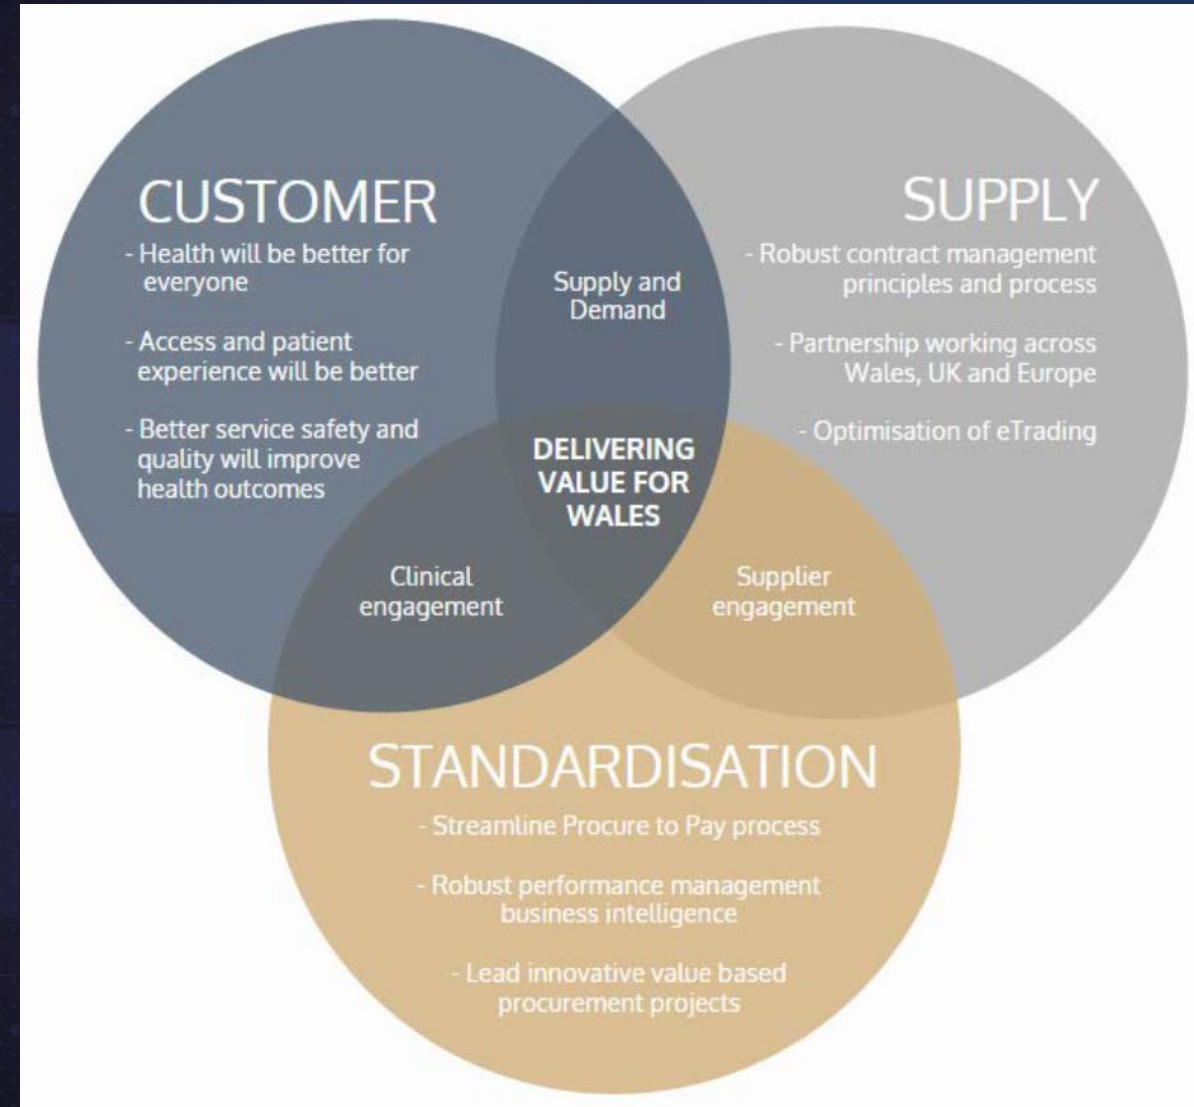 CUSTOMER
- Health will be better for
everyone
- Access and patient
experience will be better
- Better service safety and
quality will improve
health outcomes
Supply and
Demand
SUPPLY
- Robust contract management
principles and process
- Partnership working across
Wales, UK and Europe
- Optimisation of eTrading
DELIVERING
VALUE FOR
WALES
Clinical
engagement
Supplier
engagement
STANDARDISATION
- Streamline Procure to Pay process
- Robust performance management
business intelligence
- Lead innovative value based
procurement projects